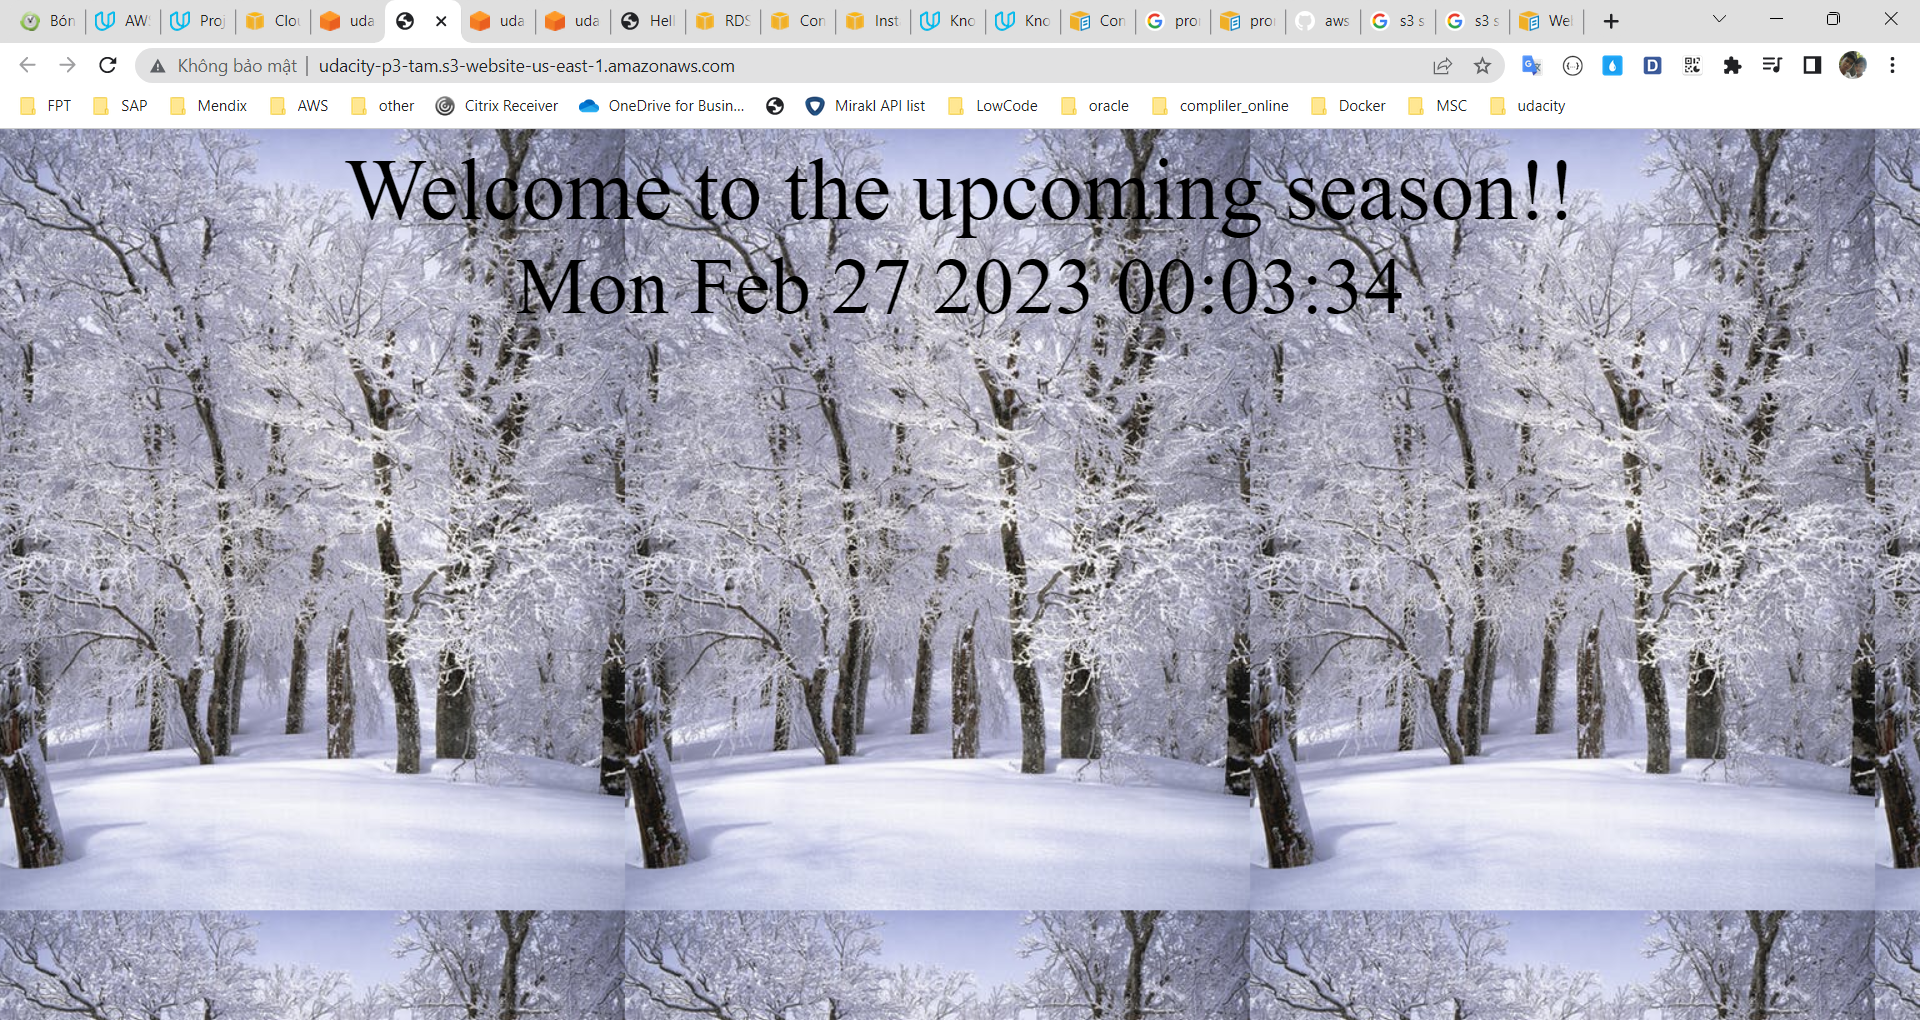 Bón
AW
Proj
Clou
uda
uda
uda
Hell
RDS
Con
Inst
Kno
Kno
Con
pror
pror
aws
s3 s
s3 s
Wel
Không bảo mật | udacity-p3-tam.s3-website-us-east-1.amazonaws.com
FPT SAP Mendix AWS other Citrix Receiver OneDrive for Busin... Mirakl API list LowCode oracle compliler_online Docker MSC udacity
Welcome to the upcoming season!!
Mon Feb 27 2023 00:03:34